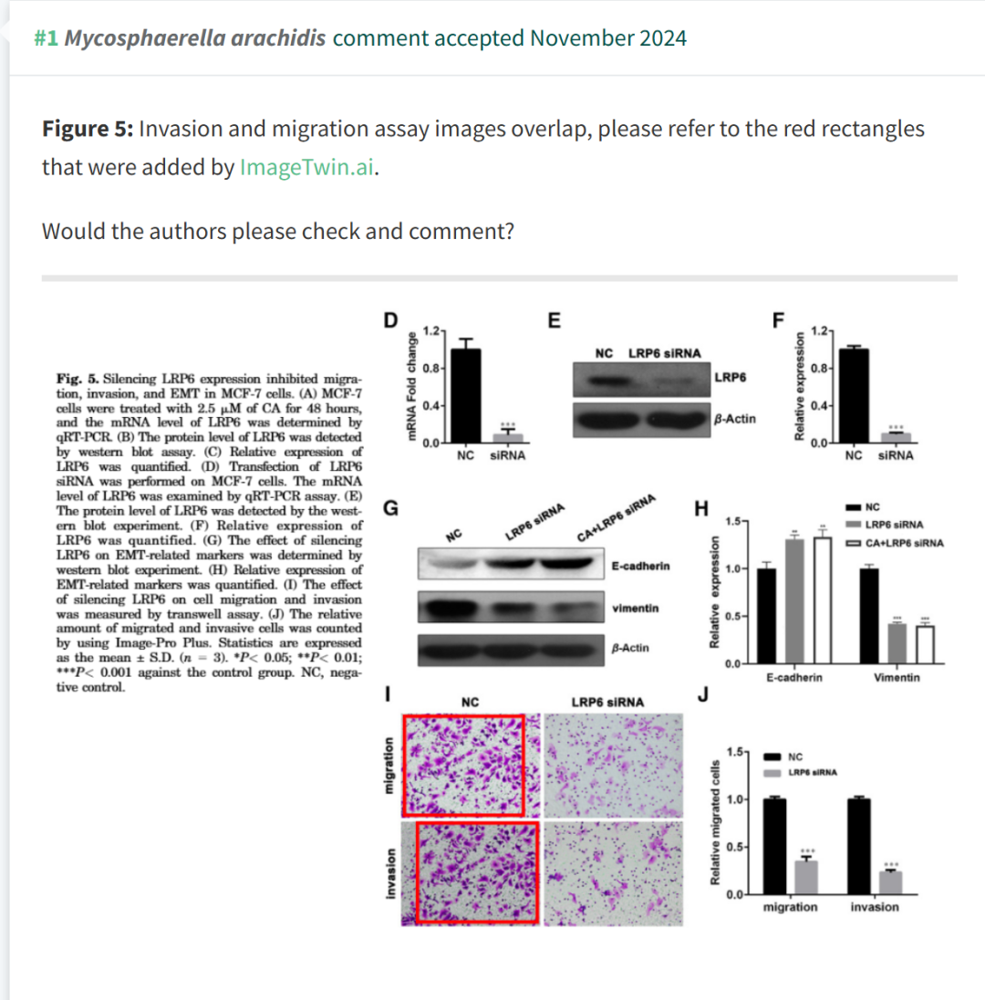 #1 Mycosphaerella arachidis comment accepted November 2024
Figure 5: Invasion and migration assay images overlap, please refer to the red rectangles
that were added by ImageTwin.ai.
Would the authors please check and comment?
Fig. 5. Silencing LRP6 expression inhibited migra-
tion, invasion, and EMT in MCF-7 cells. (A) MCF-7
cells were treated with 2.5 μM of CA for 48 hours,
and the mRNA level of LRP6 was determined by
qRT-PCR. (B) The protein level of LRP6 was detected
by western blot assay. (C) Relative expression of
LRP6 was quantified. (D) Transfection of LRP6
siRNA was performed on MCF-7 cells. The mRNA
level of LRP6 was examined by qRT-PCR assay. (E)
The protein level of LRP6 was detected by the west-
ern blot experiment. (F) Relative expression of
LRP6 was quantified. (G) The effect of silencing
LRP6 on EMT-related markers was determined by
western blot experiment. (H) Relative expression of
EMT-related markers was quantified. (I) The effect
of silencing LRP6 on cell migration and invasion
was measured by transwell assay. (J) The relative
amount of migrated and invasive cells was counted
by using Image-Pro Plus. Statistics are expressed
as the mean ± S.D. (n = 3). *P< 0.05; **P< 0.01;
***P< 0.001 against the control group. NC, nega-
tive control.
D
mRNA Fold change
1.2
0.8
0.4
0.0
***
NC siRNA
E
NC LRP6 siRNA
LRP6
β-Actin
F
Relative expression
1.2
0.8
0.4
0.0
***
NC siRNA
G
NC LRP6 siRNA CA+LRP6 siRNA
E-cadherin
vimentin
β-Actin
H
Relative expression
1.5
1.0
0.5
0.0
** **
*** ***
NC
LRP6 siRNA
CA+LRP6 siRNA
E-cadherin Vimentin
I
NC LRP6 siRNA
migration
invasion
J
Relative migrated cells
1.5
1.0
0.5
0.0
NC
LRP6 siRNA
*** ***
migration invasion